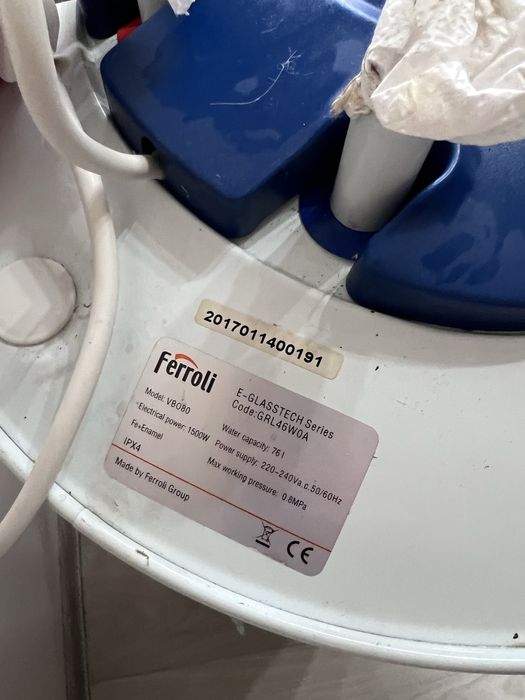 2017011400191
Ferroli
E-GLASSTECH Series
Code:GRL46W0A
Model: VBO80
Water capacity: 76 l
Electrical power: 1500W
Power supply: 220-240Va.c.50/60Hz
Fe+Enamel
Max working pressure: 0.8MPa
IPX4
Made by Ferroli Group
CE